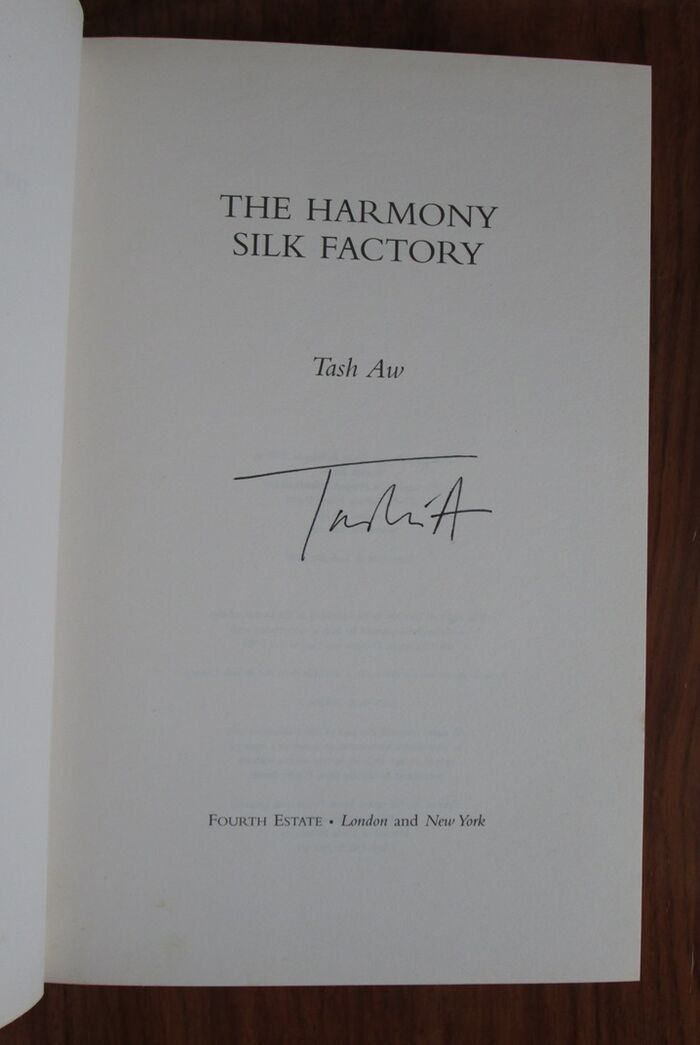 THE HARMONY
SILK FACTORY
Tash Aw
FOURTH ESTATE • London and New York